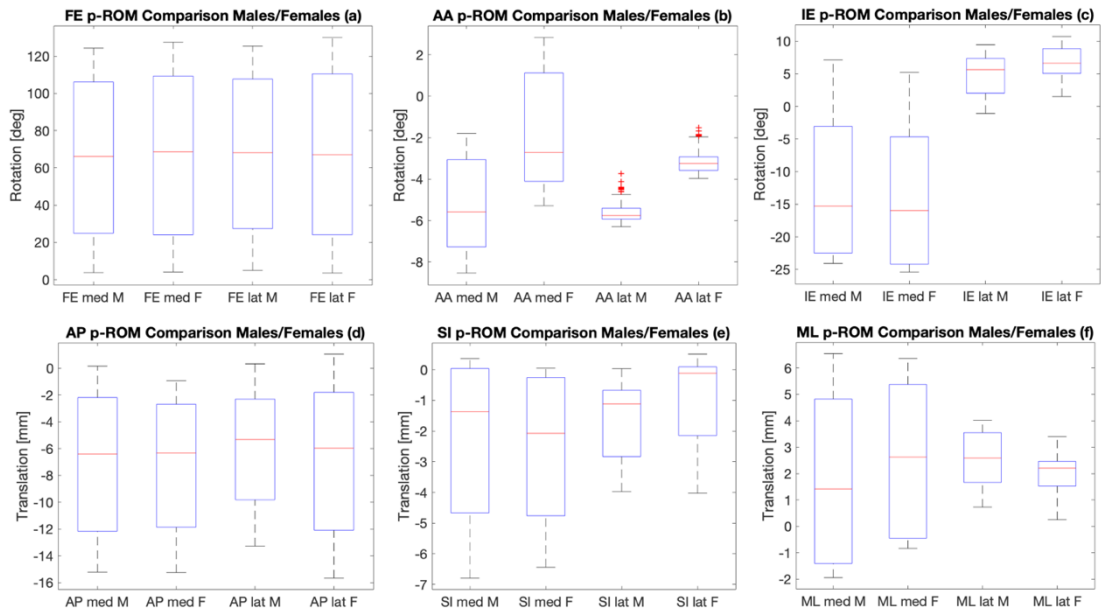 FE p-ROM Comparison Males/Females (a)
Rotation [deg]
120
100
80
60
40
20
0
FE med M FE med F FE lat M FE lat F
AA p-ROM Comparison Males/Females (b)
Rotation [deg]
2
0
-2
-4
-6
-8
AA med M AA med F AA lat M AA lat F
IE p-ROM Comparison Males/Females (c)
Rotation [deg]
10
5
0
-5
-10
-15
-20
-25
IE med M IE med F IE lat M IE lat F
AP p-ROM Comparison Males/Females (d)
Translation [mm]
0
-2
-4
-6
-8
-10
-12
-14
-16
AP med M AP med F AP lat M AP lat F
SI p-ROM Comparison Males/Females (e)
Translation [mm]
0
-1
-2
-3
-4
-5
-6
-7
SI med M SI med F SI lat M SI lat F
ML p-ROM Comparison Males/Females (f)
Translation [mm]
6
5
4
3
2
1
0
-1
-2
ML med M ML med F ML lat M ML lat F